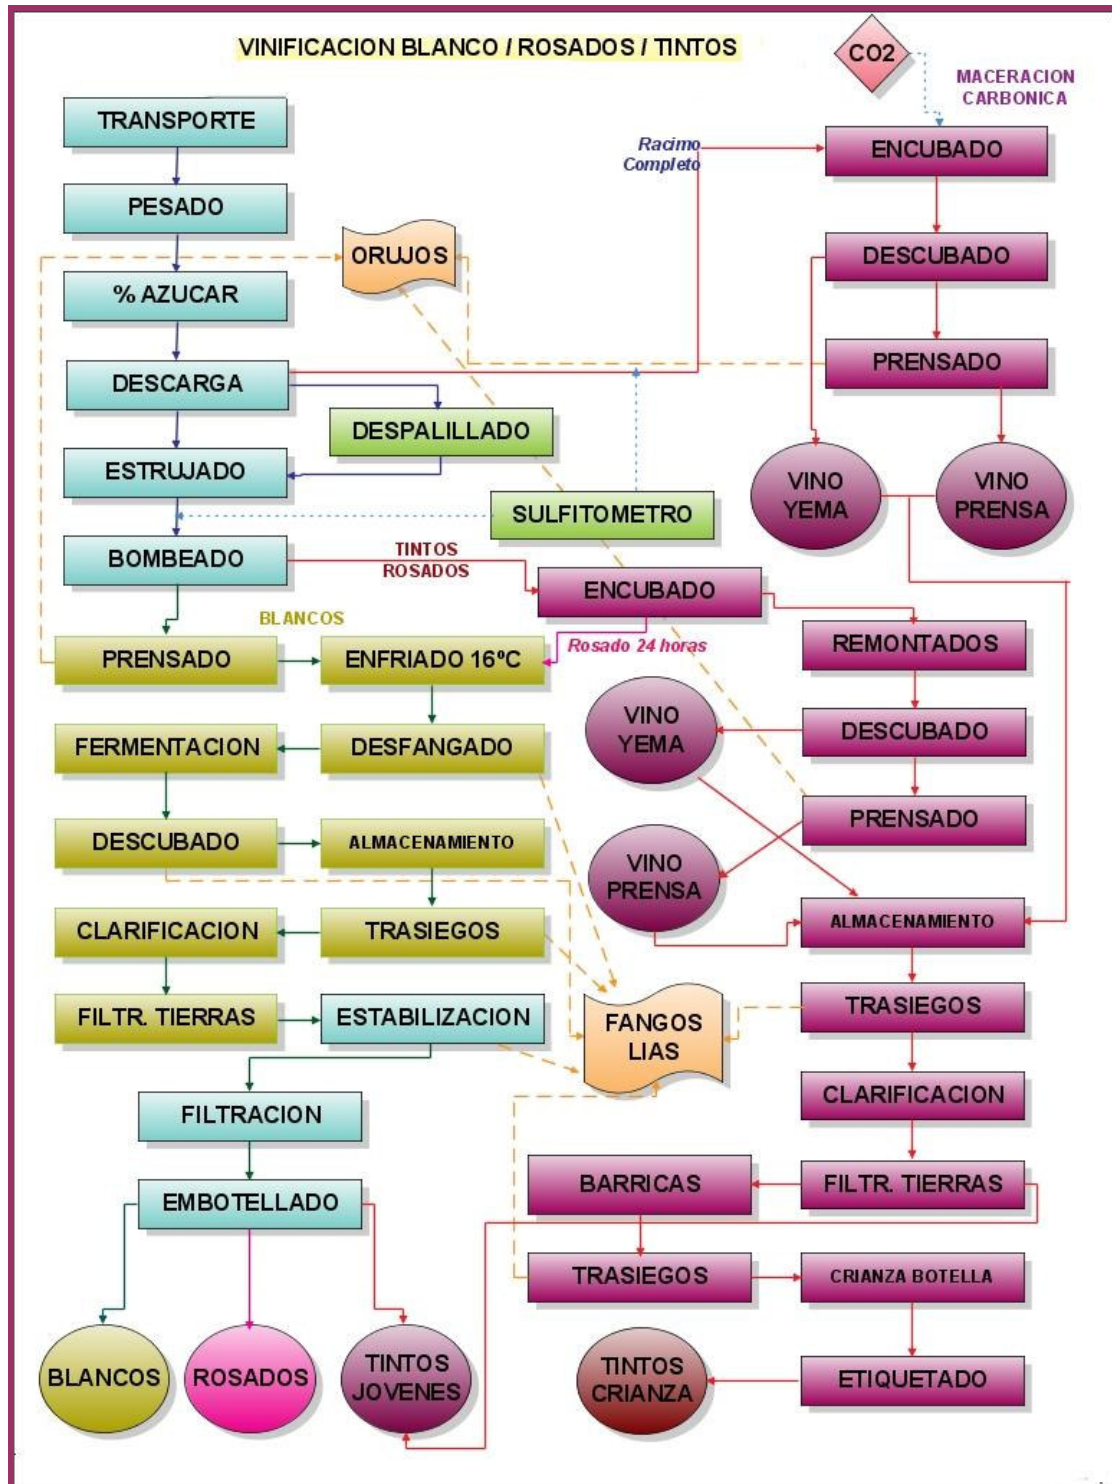 VINIFICACION BLANCO / ROSADOS / TINTOS
CO2
MACERACION
CARBONICA
TRANSPORTE
Racimo
Completo
ENCUBADO
PESADO
ORUJOS
DESCUBADO
% AZUCAR
PRENSADO
DESCARGA
DESPALILLADO
ESTRUJADO
VINO
YEMA
VINO
PRENSA
SULFITOMETRO
BOMBEADO
TINTOS
ROSADOS
ENCUBADO
BLANCOS
Rosado 24 horas
REMONTADOS
PRENSADO
ENFRIADO 16ºC
VINO
YEMA
FERMENTACION
DESFANGADO
DESCUBADO
PRENSADO
DESCUBADO
ALMACENAMIENTO
VINO
PRENSA
ALMACENAMIENTO
CLARIFICACION
TRASIEGOS
TRASIEGOS
FILTR. TIERRAS
ESTABILIZACION
FANGOS
LIAS
CLARIFICACION
FILTRACION
BARRICAS
FILTR. TIERRAS
EMBOTELLADO
TRASIEGOS
CRIANZA BOTELLA
BLANCOS
ROSADOS
TINTOS
JOVENES
TINTOS
CRIANZA
ETIQUETADO